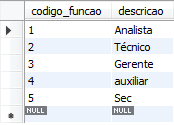 codigo_funcao descricao
1 Analista
2 Técnico
3 Gerente
4 auxiliar
5 Sec
NULL NULL